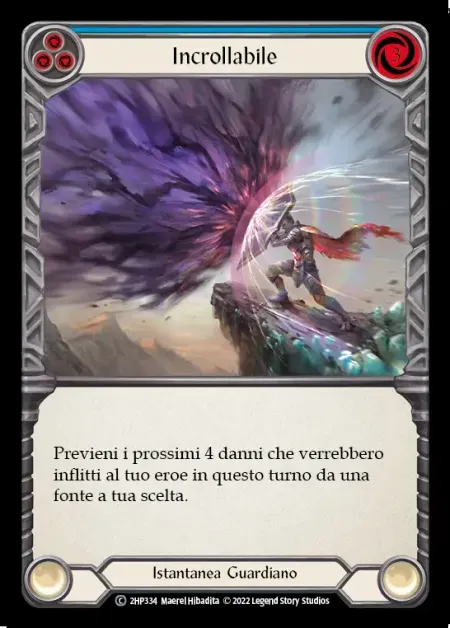 Incrollabile
3
Previeni i prossimi 4 danni che verrebbero
inflitti al tuo eroe in questo turno da una
fonte a tua scelta.
Istantanea Guardiano
C 2HP334 Maerel Hibadita © 2022 Legend Story Studios